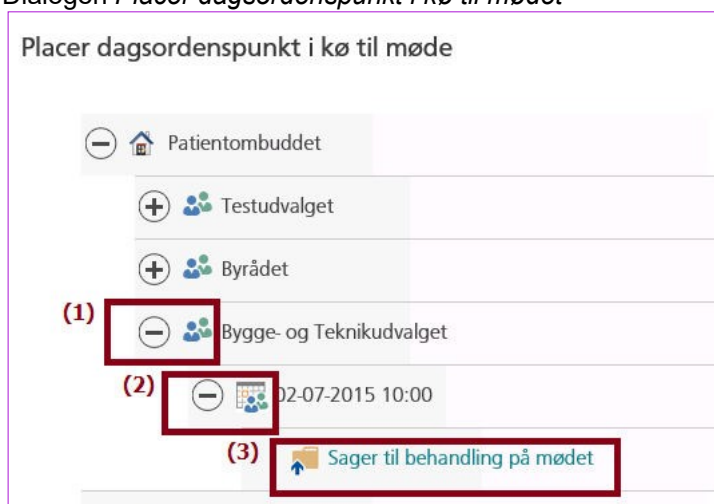 Dialogen Placer dagsordenspunkt i kø til mødet
Placer dagsordenspunkt i kø til møde
Patientombuddet
Testudvalget
Byrådet
(1)
Bygge- og Teknikudvalget
(2)
02-07-2015 10:00
(3)
Sager til behandling på mødet